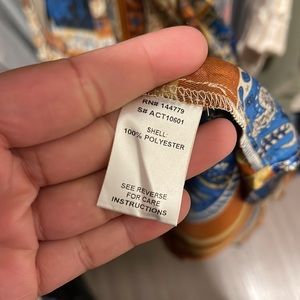 RN# 144779
S# ACT10601
SHELL:
100% POLYESTER
SEE REVERSE
FOR CARE
INSTRUCTIONS